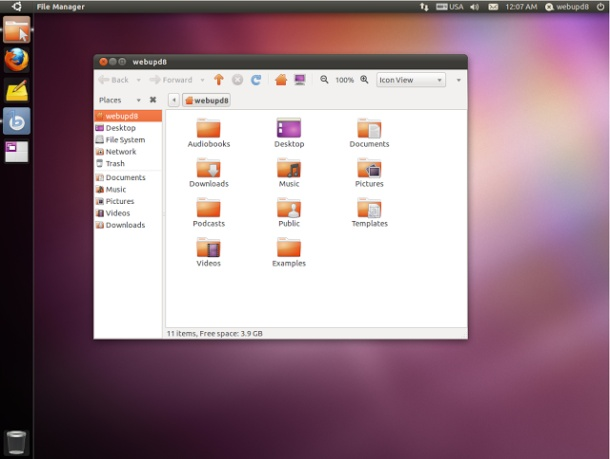 File Manager USA 12:07 AM webupd8
webupd8
Back Forward 100% Icon View
Places webupd8
webupd8
Desktop
File System
Network
Trash
Documents
Music
Pictures
Videos
Downloads
Audiobooks Desktop Documents
Downloads Music Pictures
Podcasts Public Templates
Videos Examples
11 items, Free space: 3.9 GB